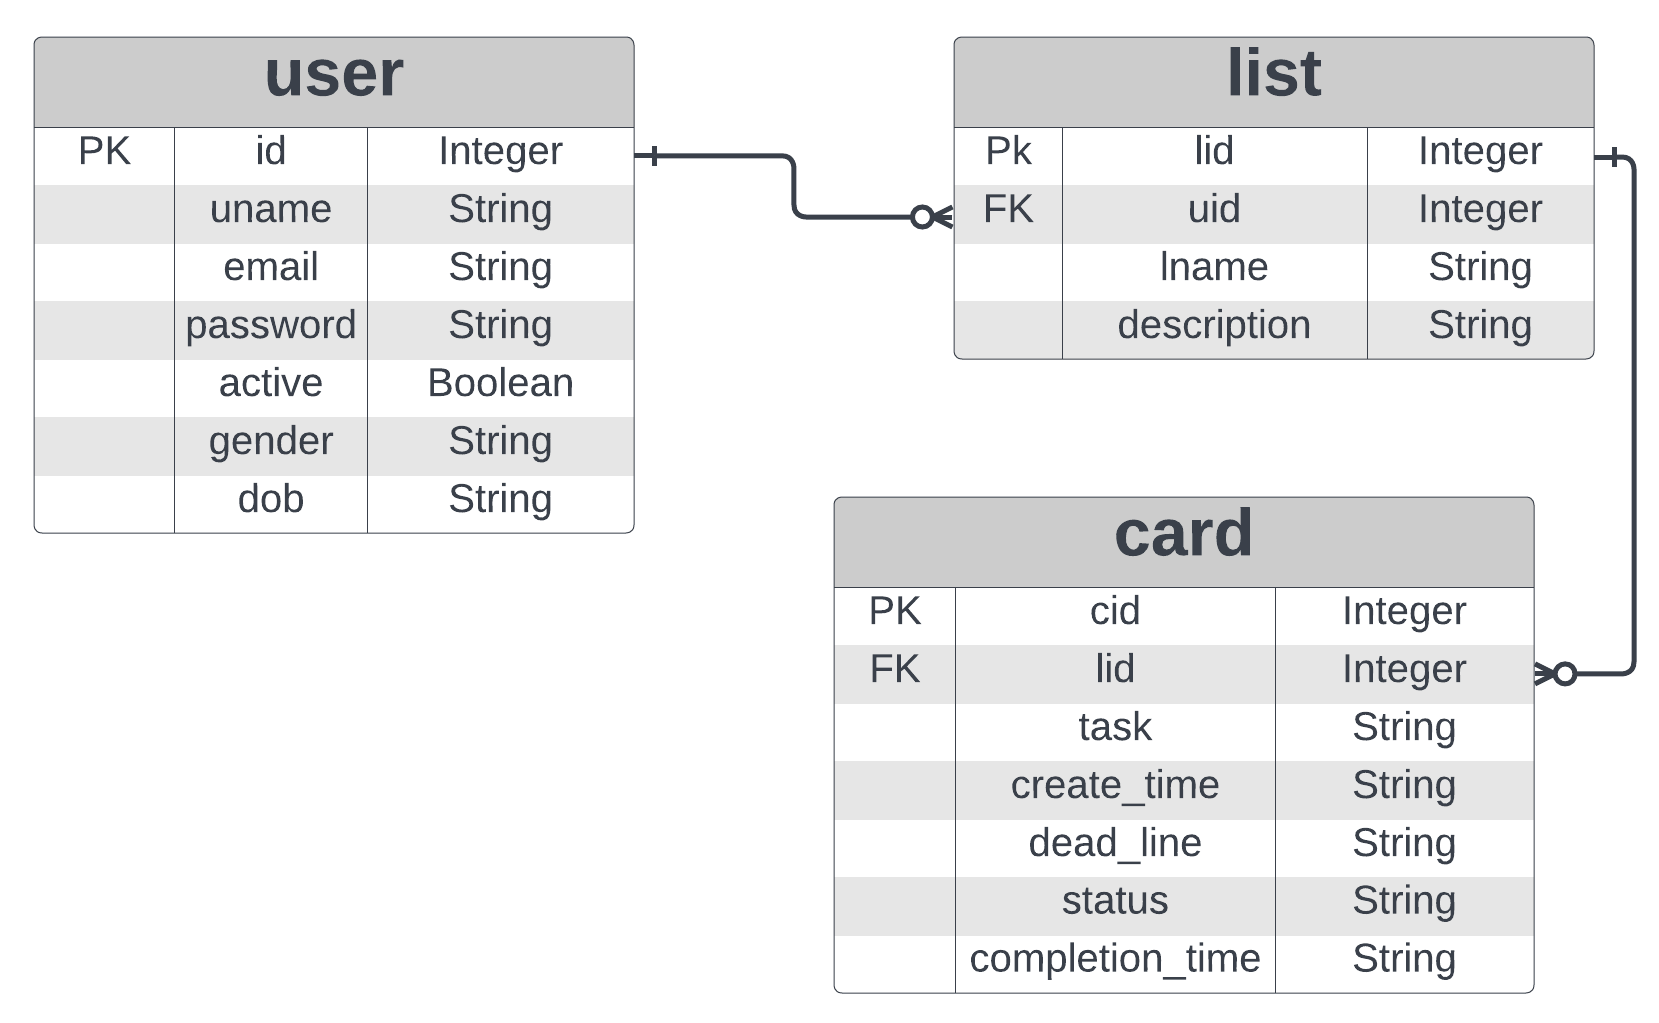 user
PK id Integer
uname String
email String
password String
active Boolean
gender String
dob String
list
Pk lid Integer
FK uid Integer
lname String
description String
card
PK cid Integer
FK lid Integer
task String
create_time String
dead_line String
status String
completion_time String